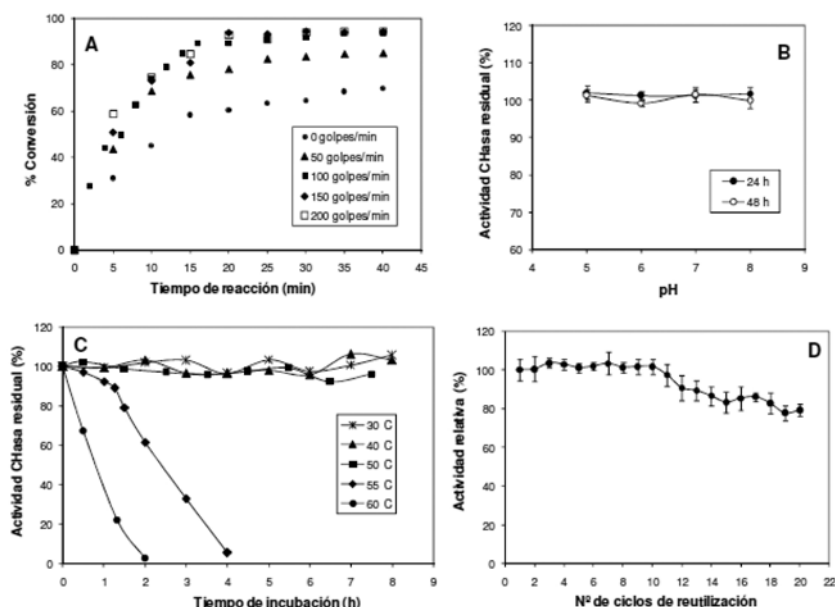 A
% Conversión
100
80
60
40
20
0
0 golpes/min
50 golpes/min
100 golpes/min
150 golpes/min
200 golpes/min
0 5 10 15 20 25 30 35 40 45
Tiempo de reacción (min)
B
Actividad CHasa residual (%)
120
110
100
90
80
70
60
24 h
48 h
4 5 6 7 8 9
pH
C
Actividad CHasa residual (%)
120
100
80
60
40
20
0
30 C
40 C
50 C
55 C
60 C
0 1 2 3 4 5 6 7 8 9
Tiempo de incubación (h)
D
Actividad relativa (%)
120
100
80
60
40
20
0
0 2 4 6 8 10 12 14 16 18 20 22
Nº de ciclos de reutilización